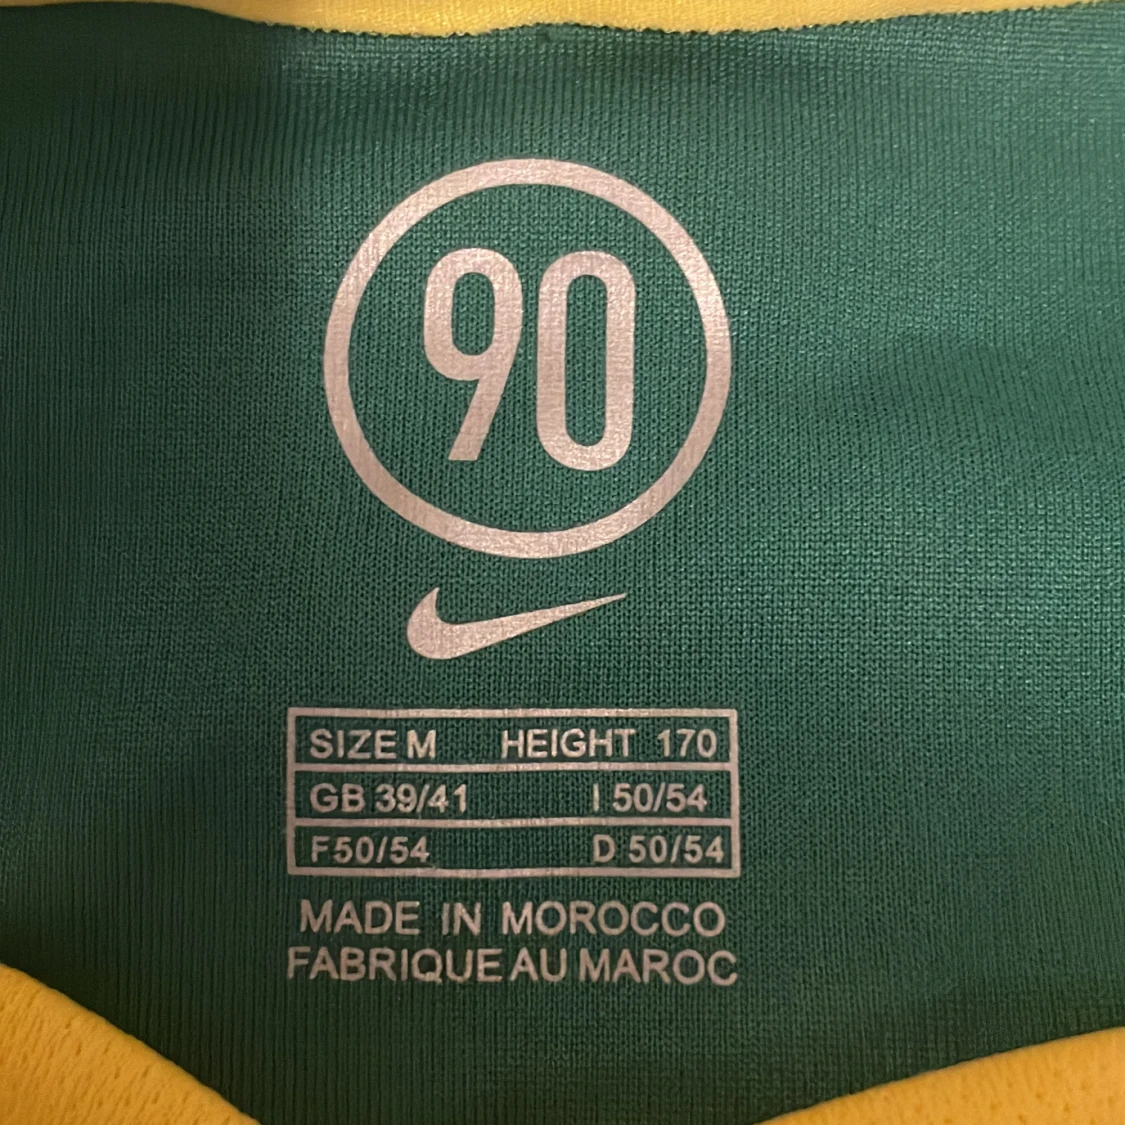 90
SIZE M HEIGHT 170
GB 39/41 I 50/54
F50/54 D 50/54
MADE IN MOROCCO
FABRIQUE AU MAROC